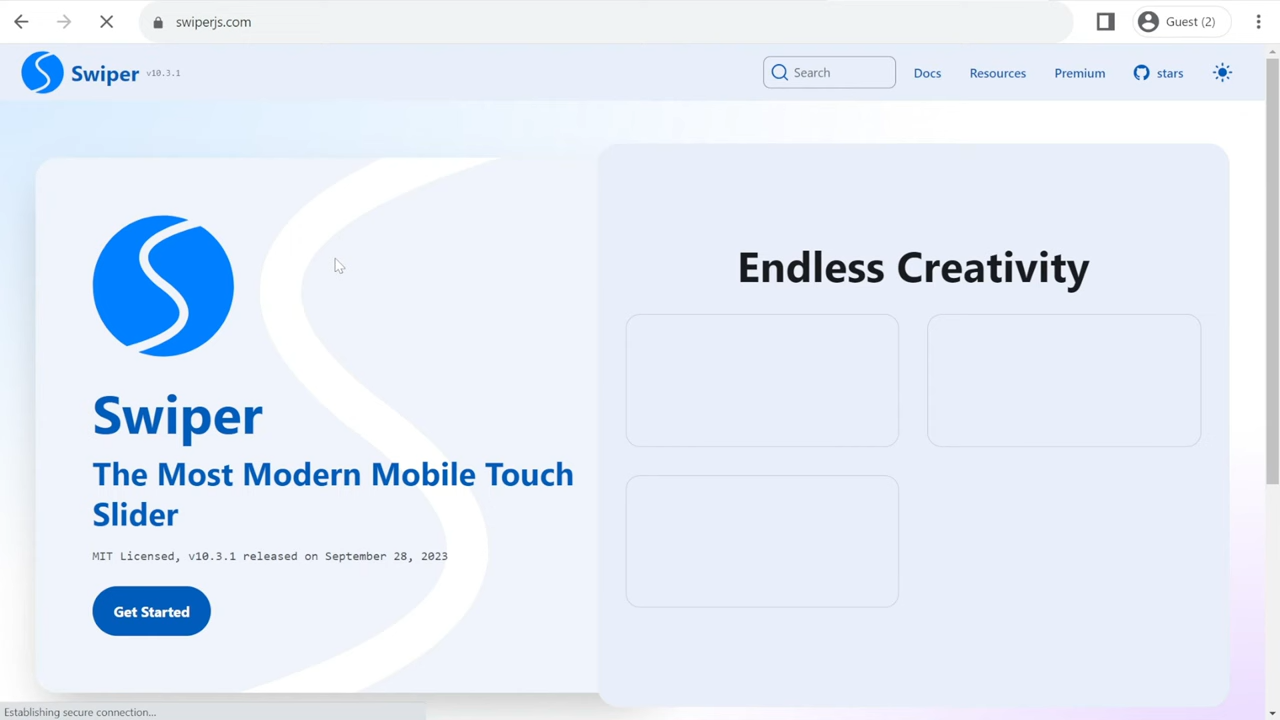 swiperjs.com
Guest (2)
Swiper v10.3.1
Search
Docs
Resources
Premium
stars
Swiper
The Most Modern Mobile Touch
Slider
MIT Licensed, v10.3.1 released on September 28, 2023
Get Started
Endless Creativity
Establishing secure connection...